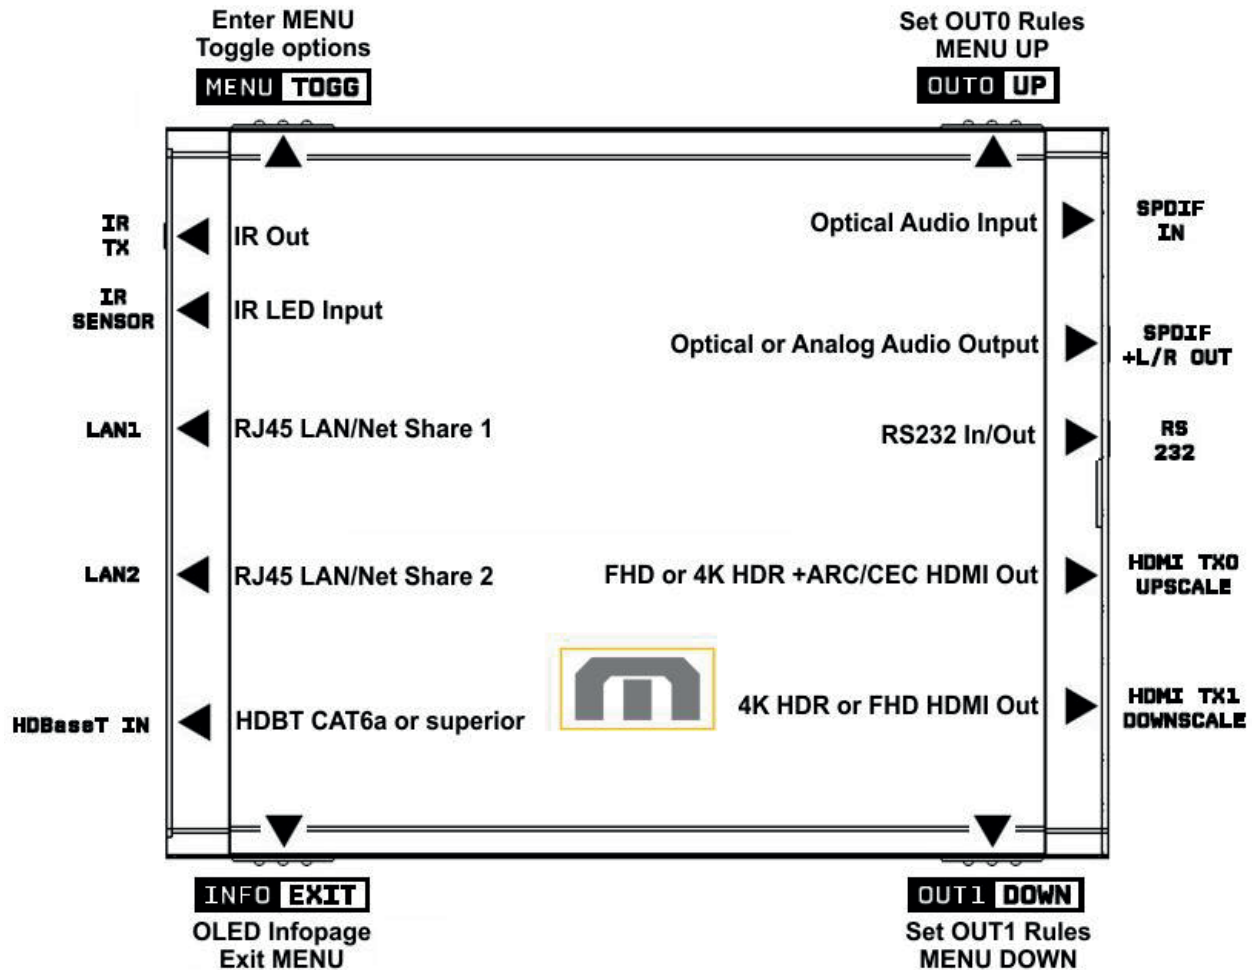 Enter MENU
Toggle options
MENU TOGG
Set OUT0 Rules
MENU UP
OUT0 UP
IR
TX
IR Out
Optical Audio Input
SPDIF
IN
IR
SENSOR
IR LED Input
Optical or Analog Audio Output
SPDIF
+L/R OUT
LAN1
RJ45 LAN/Net Share 1
RS232 In/Out
RS
232
LAN2
RJ45 LAN/Net Share 2
FHD or 4K HDR +ARC/CEC HDMI Out
HDMI TX0
UPSCALE
HDBaseT IN
HDBT CAT6a or superior
4K HDR or FHD HDMI Out
HDMI TX1
DOWNSCALE
INFO EXIT
OLED Infopage
Exit MENU
OUT1 DOWN
Set OUT1 Rules
MENU DOWN